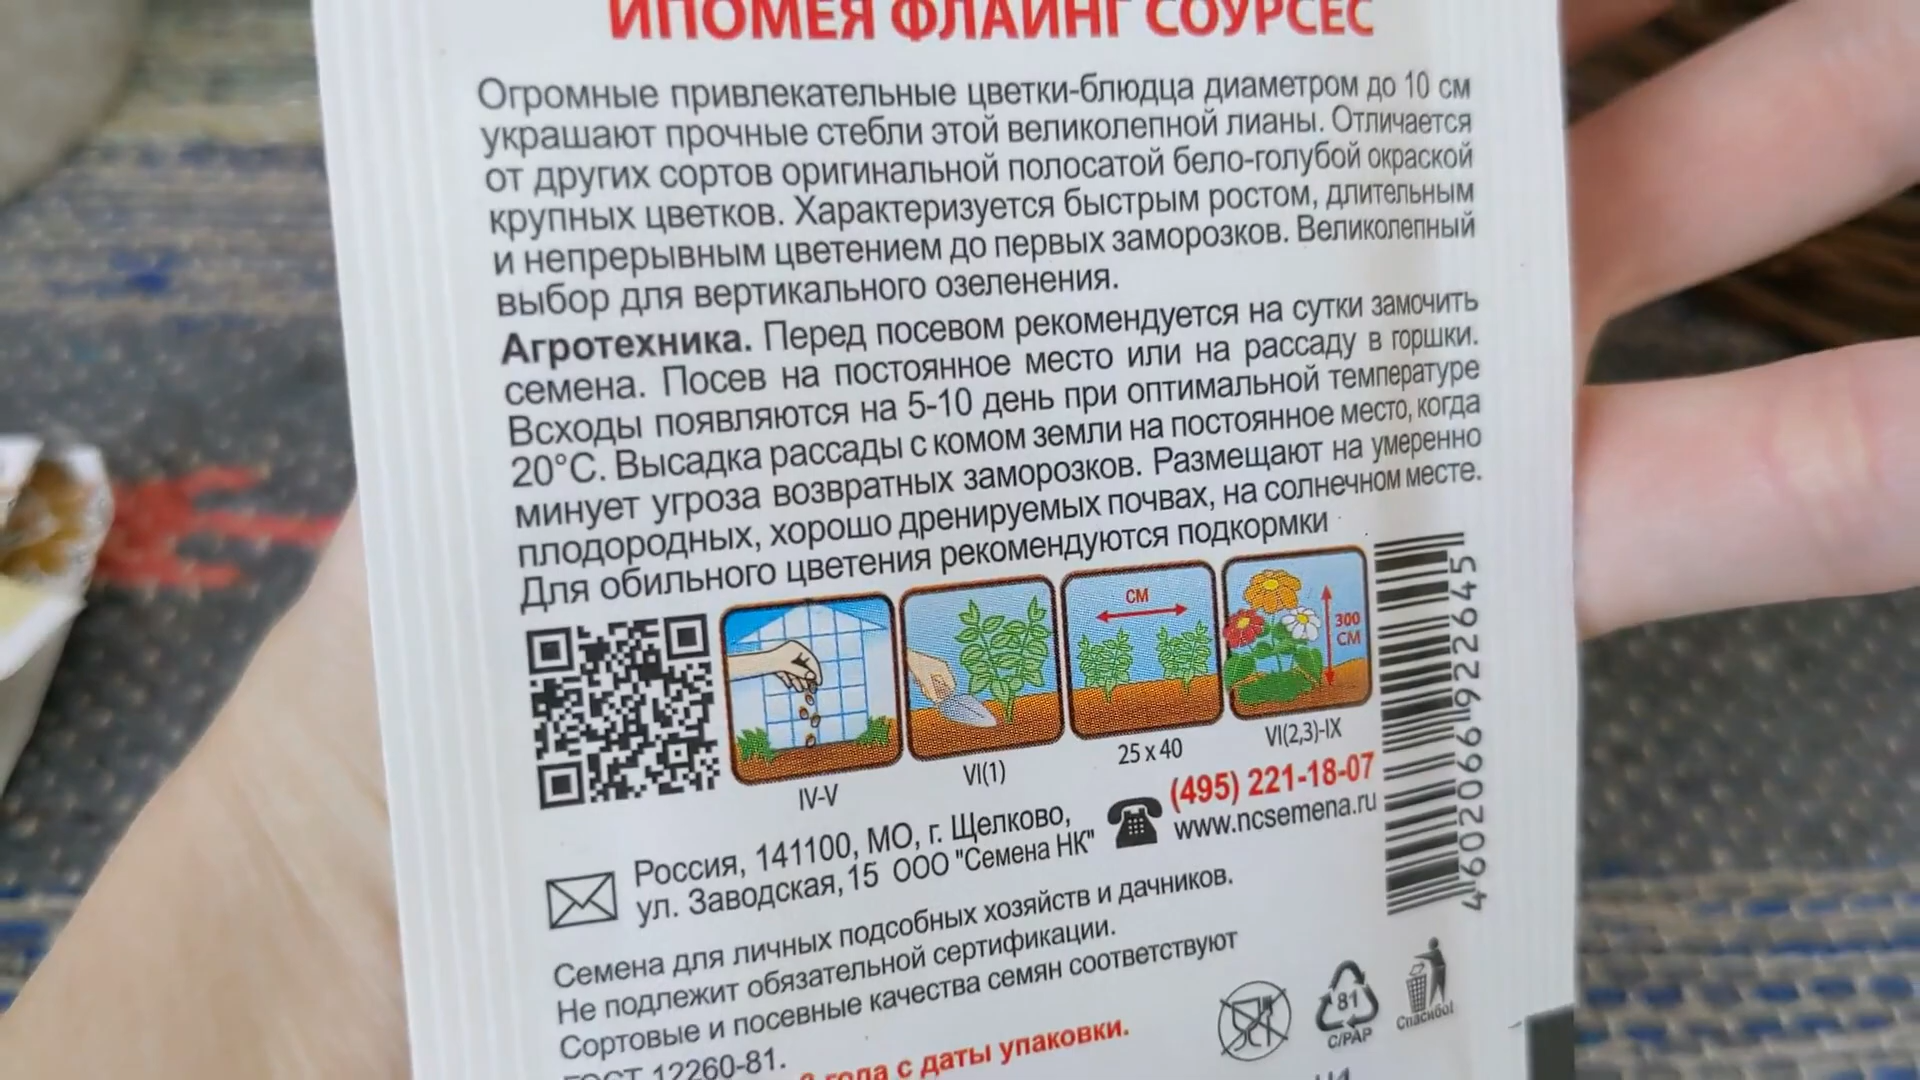 ИПОМЕЯ ФЛАИНГ СОУРСЕС
Огромные привлекательные цветки-блюдца диаметром до 10 см
украшают прочные стебли этой великолепной лианы. Отличается
от других сортов оригинальной полосатой бело-голубой окраской
крупных цветков. Характеризуется быстрым ростом, длительным
и непрерывным цветением до первых заморозков. Великолепный
выбор для вертикального озеленения.
Агротехника. Перед посевом рекомендуется на сутки замочить
семена. Посев на постоянное место или на рассаду в горшки.
Всходы появляются на 5-10 день при оптимальной температуре
20°С. Высадка рассады с комом земли на постоянное место, когда
минует угроза возвратных заморозков. Размещают на умеренно
плодородных, хорошо дренируемых почвах, на солнечном месте.
Для обильного цветения рекомендуются подкормки
СМ
300
СМ
IV-V
VI(1)
25 x 40
VI(2,3)-IX
4602066922645
Россия, 141100, МО, г. Щелково,
ул. Заводская, 15 ООО "Семена НК"
(495) 221-18-07
www.ncsemena.ru
Семена для личных подсобных хозяйств и дачников.
Не подлежит обязательной сертификации.
Сортовые и посевные качества семян соответствуют
ГОСТ 12260-81.
года с даты упаковки.
81
C/PAP
Спасибо!